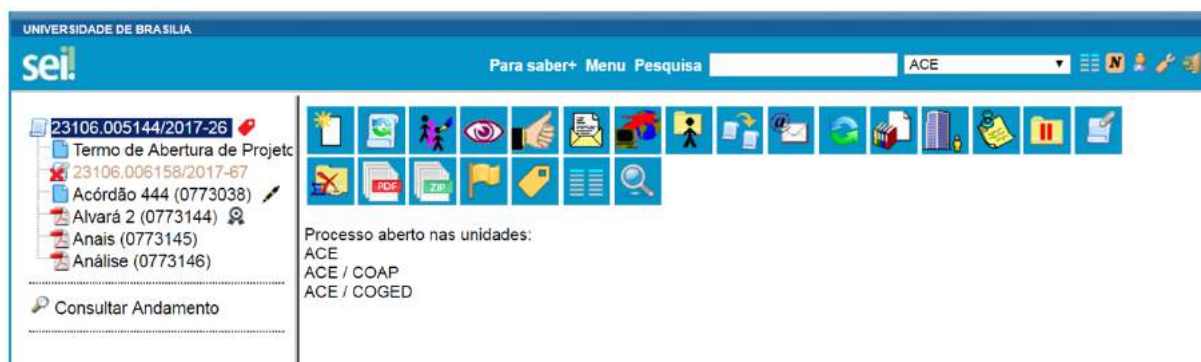 UNIVERSIDADE DE BRASILIA
sei!
Para saber+ Menu Pesquisa
ACE
N
23106.005144/2017-26
Termo de Abertura de Projeto
23106.006158/2017-67
Acórdão 444 (0773038)
Alvará 2 (0773144)
Anais (0773145)
Análise (0773146)
Consultar Andamento
PDF
ZIP
Processo aberto nas unidades:
ACE
ACE / COAP
ACE / COGED